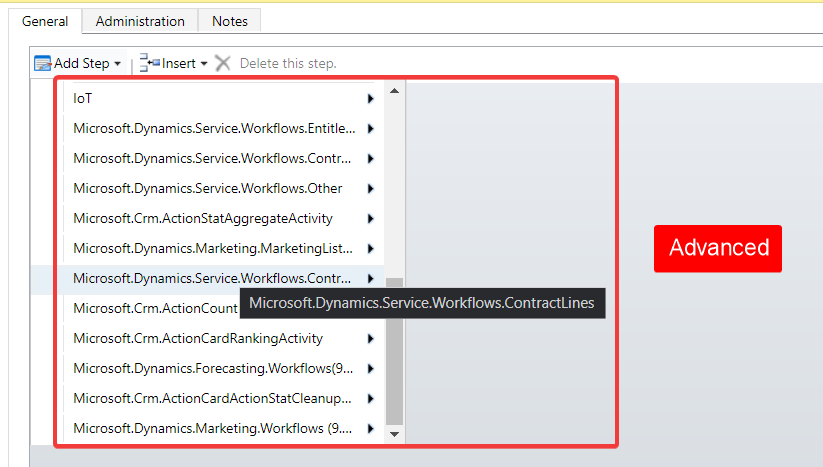 General Administration Notes
Add Step Insert Delete this step.
IoT
Microsoft.Dynamics.Service.Workflows.Entitle...
Microsoft.Dynamics.Service.Workflows.Contr...
Microsoft.Dynamics.Service.Workflows.Other
Microsoft.Crm.ActionStatAggregateActivity
Advanced
Microsoft.Dynamics.Marketing.MarketingList...
Microsoft.Dynamics.Service.Workflows.Contr...
Microsoft.Dynamics.Service.Workflows.ContractLines
Microsoft.Crm.ActionCount
Microsoft.Crm.ActionCardRankingActivity
Microsoft.Dynamics.Forecasting.Workflows(9...
Microsoft.Crm.ActionCardActionStatCleanup...
Microsoft.Dynamics.Marketing.Workflows (9....